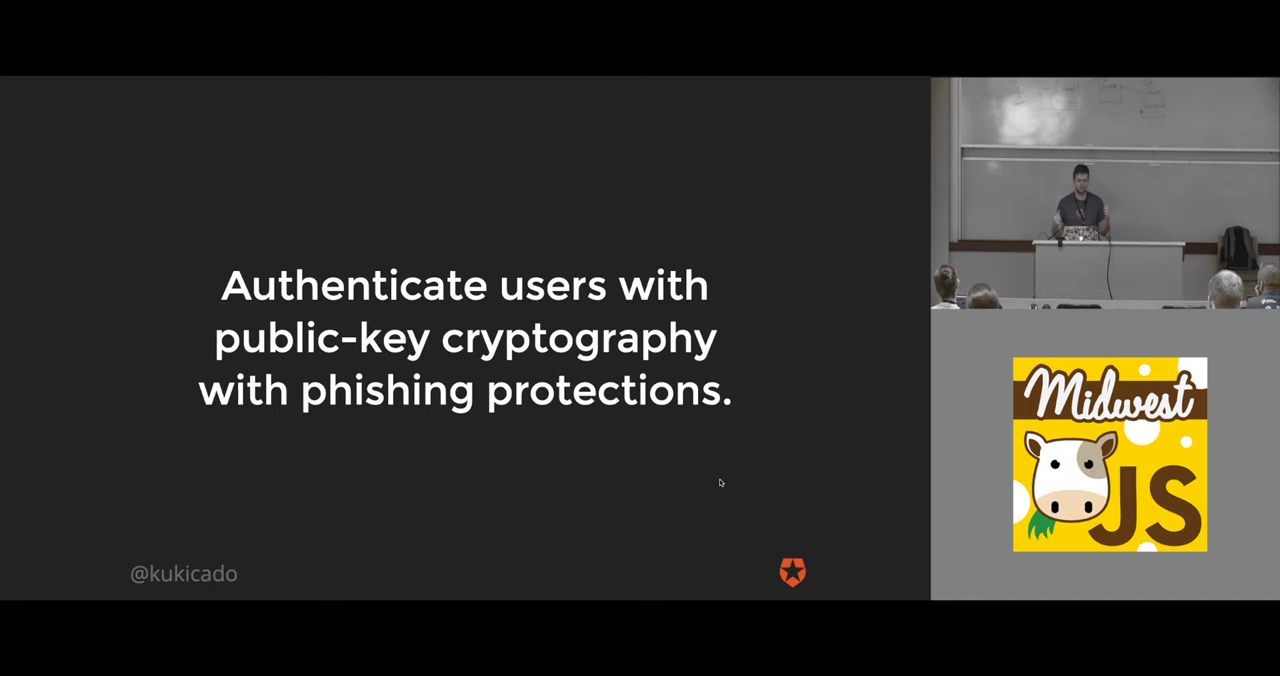 Authenticate users with
public-key cryptography
with phishing protections.
@kukicado
Midwest
JS